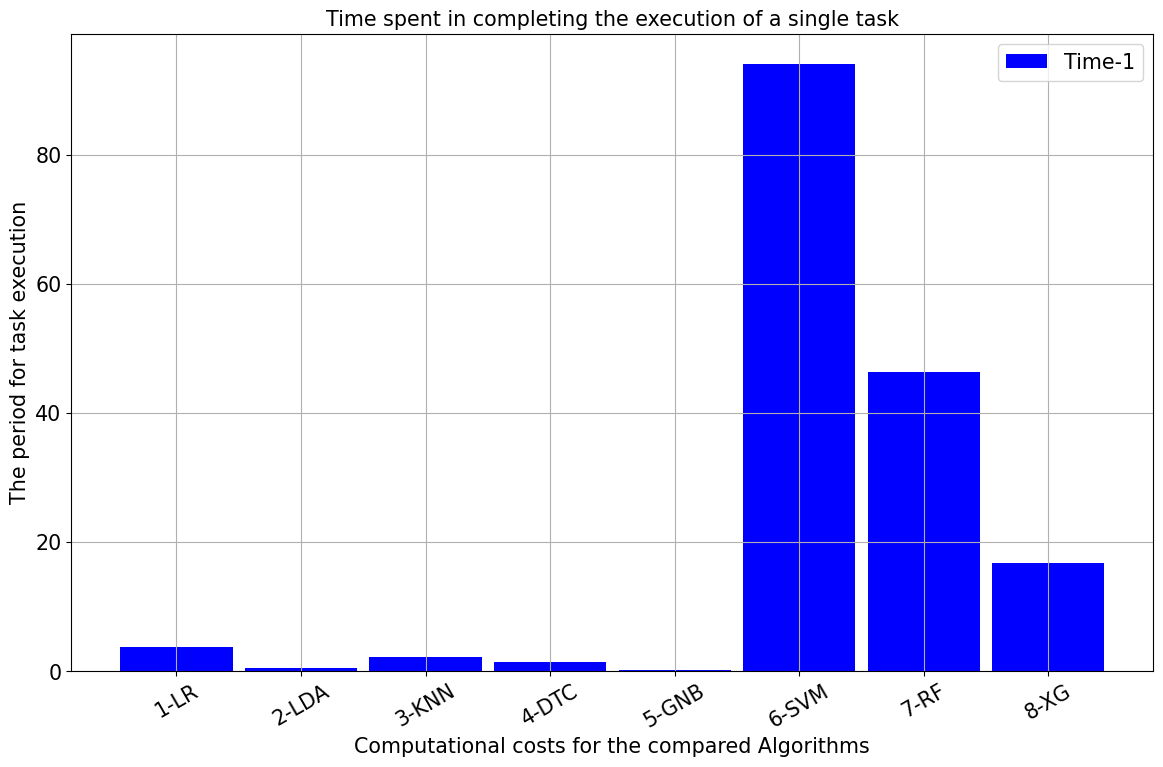 Time spent in completing the execution of a single task
Time-1
The period for task execution
80
60
40
20
0
1-LR
2-LDA
3-KNN
4-DTC
5-GNB
6-SVM
7-RF
8-XG
Computational costs for the compared Algorithms